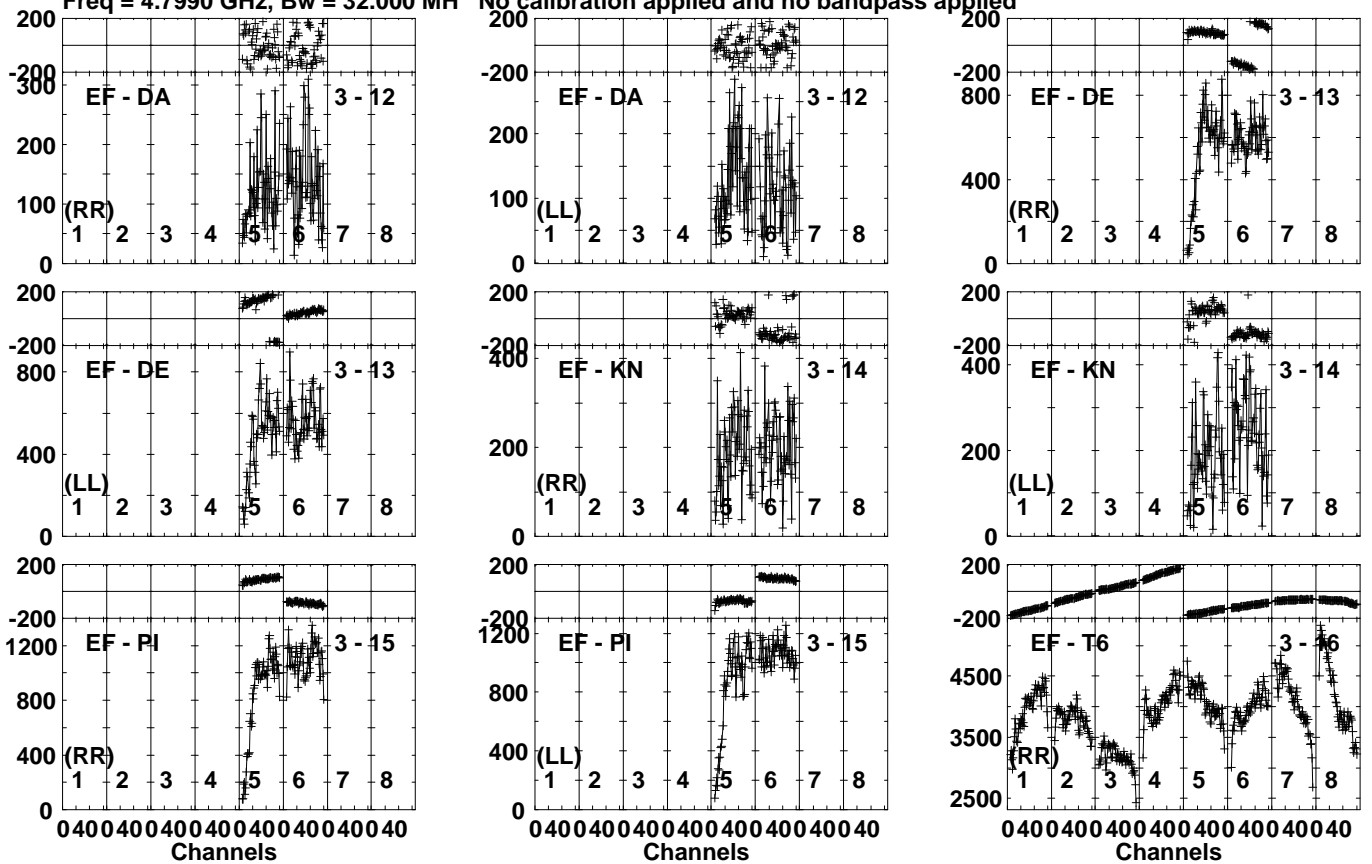 Freq = 4.7990 GHz, Bw = 32.000 MH No calibration applied and no bandpass applied
200 200 200
-200 -200 -200
EF - DA 3 - 12 EF - DA 3 - 12 EF - DE 3 - 13
300 800
200 200
400
100 100
(RR) (LL) (RR)
1 2 3 4 5 6 7 8 1 2 3 4 5 6 7 8 1 2 3 4 5 6 7 8
0 0 0
200 200 200
-200 -200 -200
EF - DE 3 - 13 EF - KN 3 - 14 EF - KN 3 - 14
800 400 400
400 200 200
(LL) (RR) (LL)
1 2 3 4 5 6 7 8 1 2 3 4 5 6 7 8 1 2 3 4 5 6 7 8
0 0 0
200 200 200
-200 -200 -200
EF - PI 3 - 15 EF - PI 3 - 15 EF - T6 3 - 16
1200 1200 4500
800 800 3500
400 400
(RR) (LL) (RR)
1 2 3 4 5 6 7 8 1 2 3 4 5 6 7 8 1 2 3 4 5 6 7 8
0 0 2500
0 40 0 40 0 40 0 40 0 40 0 40 0 40 0 40 0 40 0 40 0 40 0 40 0 40 0 40 0 40 0 40 0 40 0 40 0 40 0 40 0 40 0 40 0 40 0 40
Channels Channels Channels